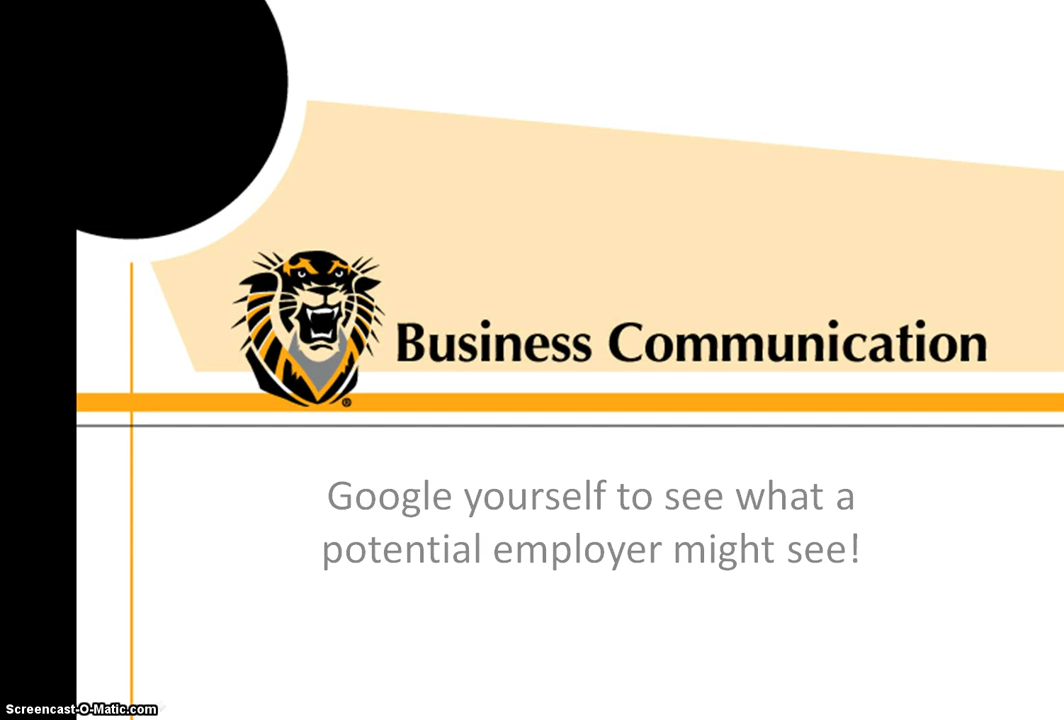 Business Communication
®
Google yourself to see what a
potential employer might see!
Screencast-O-Matic.com